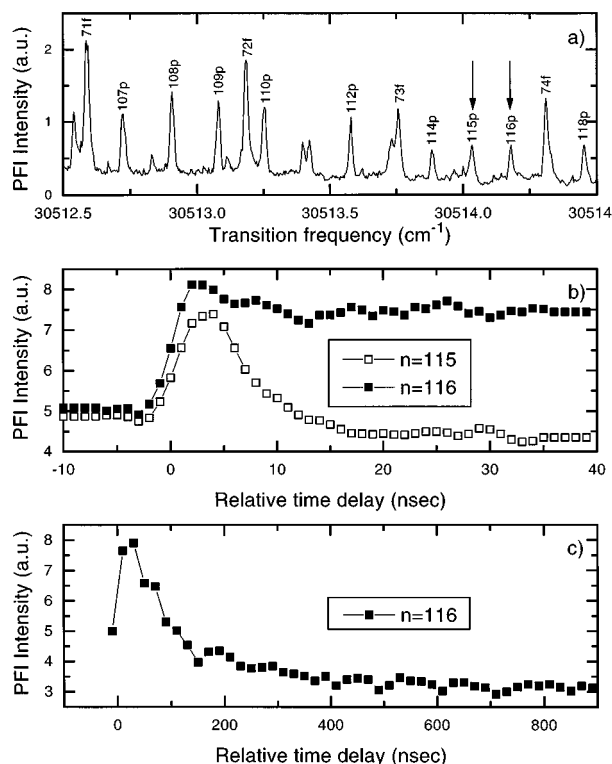 a)
PFI Intensity (a.u.)
2
1
0
71f
107p
108p
109p
72f
110p
112p
73f
114p
115p
116p
74f
118p
30512.5 30513.0 30513.5 30514.0 30514
Transition frequency (cm-1)
b)
PFI Intensity (a.u.)
8
7
6
5
4
n=115
n=116
-10 0 10 20 30 40
Relative time delay (nsec)
c)
PFI Intensity (a.u.)
8
7
6
5
4
3
n=116
0 200 400 600 800
Relative time delay (nsec)